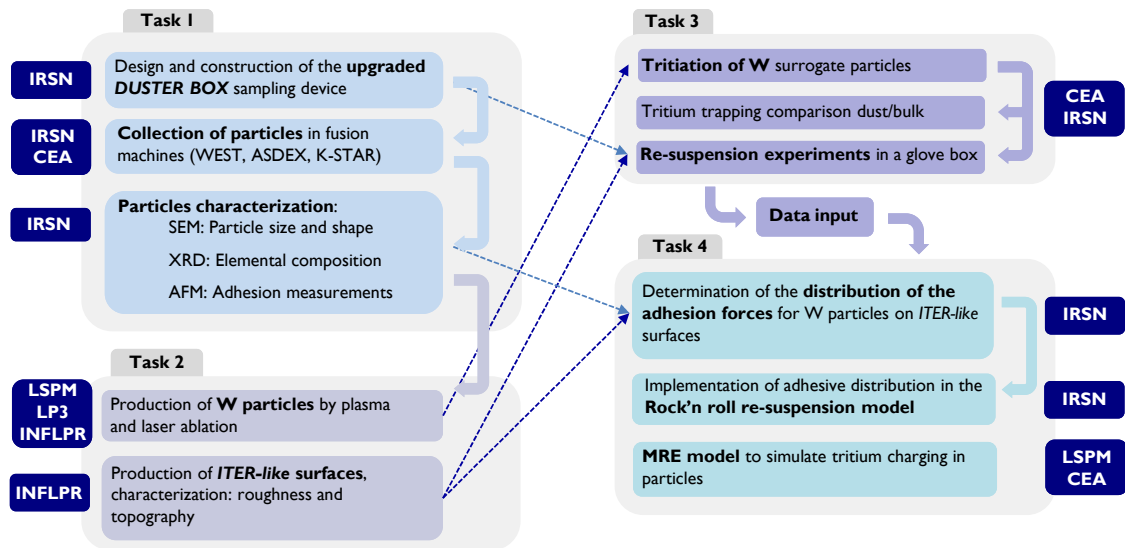 Task 1
IRSN
Design and construction of the upgraded
DUSTER BOX sampling device
IRSN
CEA
Collection of particles in fusion
machines (WEST, ASDEX, K-STAR)
IRSN
Particles characterization:
SEM: Particle size and shape
XRD: Elemental composition
AFM: Adhesion measurements
Task 2
LSPM
LP3
INFLPR
Production of W particles by plasma
and laser ablation
INFLPR
Production of ITER-like surfaces,
characterization: roughness and
topography
Task 3
Tritiation of W surrogate particles
Tritium trapping comparison dust/bulk
Re-suspension experiments in a glove box
CEA
IRSN
Data input
Task 4
Determination of the distribution of the
adhesion forces for W particles on ITER-like
surfaces
IRSN
Implementation of adhesive distribution in the
Rock'n roll re-suspension model
IRSN
MRE model to simulate tritium charging in
particles
LSPM
CEA